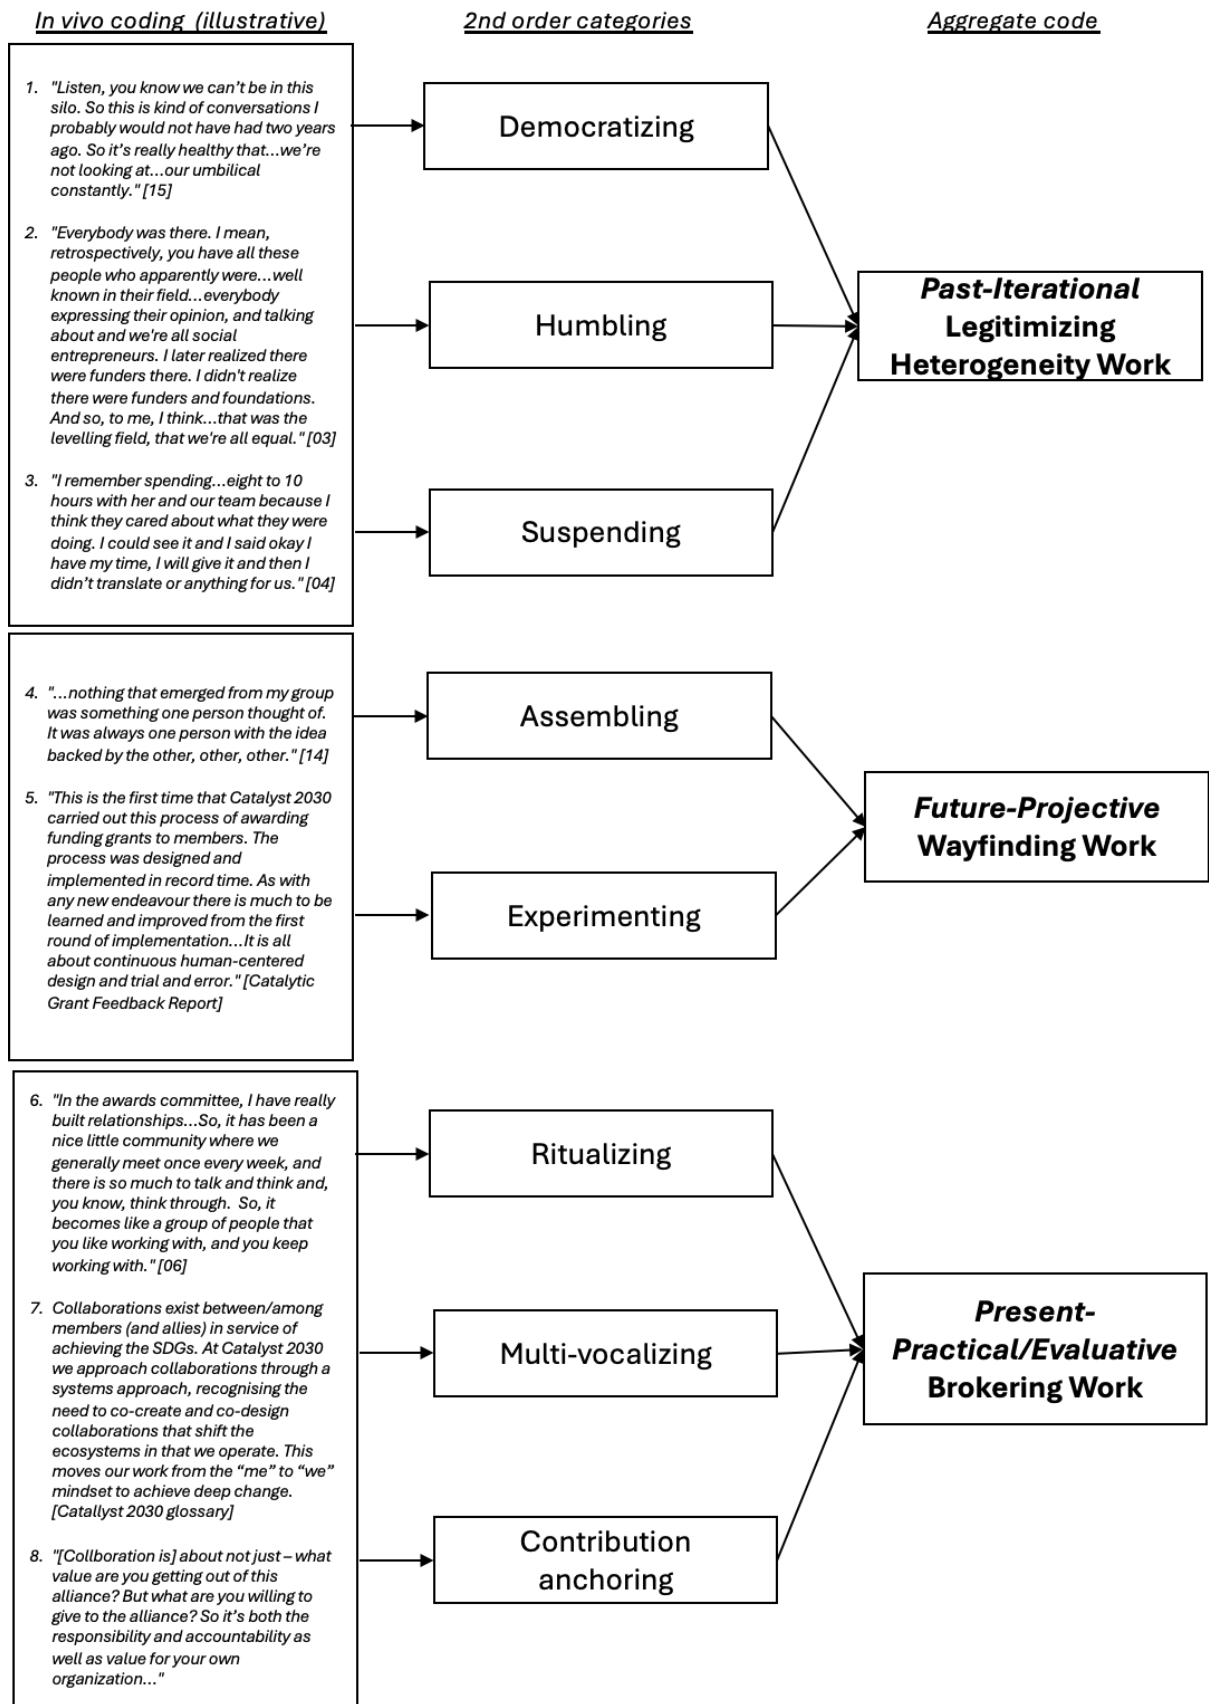 In vivo coding (illustrative)
2nd order categories
Aggregate code
1. "Listen, you know we can't be in this
silo. So this is kind of conversations I
probably would not have had two years
ago. So it's really healthy that...we're
not looking at...our umbilical
constantly." [15]
2. "Everybody was there. I mean,
retrospectively, you have all these
people who apparently were...well
known in their field...everybody
expressing their opinion, and talking
about and we're all social
entrepreneurs. I later realized there
were funders there. I didn't realize
there were funders and foundations.
And so, to me, I think...that was the
levelling field, that we're all equal." [03]
3. "I remember spending...eight to 10
hours with her and our team because I
think they cared about what they were
doing. I could see it and I said okay I
have my time, I will give it and then I
didn't translate or anything for us." [04]
Democratizing
Humbling
Suspending
Past-Iterational
Legitimizing
Heterogeneity Work
4. "...nothing that emerged from my group
was something one person thought of.
It was always one person with the idea
backed by the other, other, other." [14]
5. "This is the first time that Catalyst 2030
carried out this process of awarding
funding grants to members. The
process was designed and
implemented in record time. As with
any new endeavour there is much to be
learned and improved from the first
round of implementation...It is all
about continuous human-centered
design and trial and error." [Catalytic
Grant Feedback Report]
Assembling
Experimenting
Future-Projective
Wayfinding Work
6. "In the awards committee, I have really
built relationships...So, it has been a
nice little community where we
generally meet once every week, and
there is so much to talk and think and,
you know, think through.  So, it
becomes like a group of people that
you like working with, and you keep
working with." [06]
7. Collaborations exist between/among
members (and allies) in service of
achieving the SDGs. At Catalyst 2030
we approach collaborations through a
systems approach, recognising the
need to co-create and co-design
collaborations that shift the
ecosystems in that we operate. This
moves our work from the “me” to “we”
mindset to achieve deep change.
[Catallyst 2030 glossary]
8. "[Collboration is] about not just – what
value are you getting out of this
alliance? But what are you willing to
give to the alliance? So it's both the
responsibility and accountability as
well as value for your own
organization..."
Ritualizing
Multi-vocalizing
Contribution
anchoring
Present-
Practical/Evaluative
Brokering Work